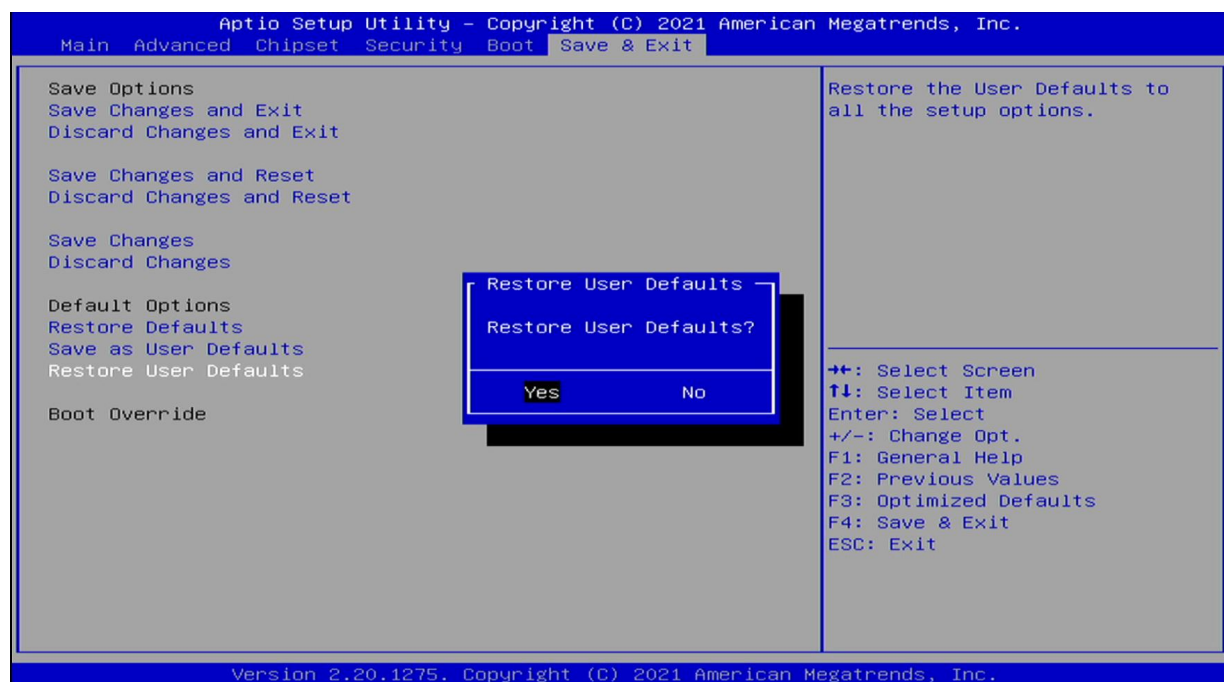 Aptio Setup Utility – Copyright (C) 2021 American Megatrends, Inc.
Main Advanced Chipset Security Boot Save & Exit
Save Options
Save Changes and Exit
Discard Changes and Exit
Save Changes and Reset
Discard Changes and Reset
Save Changes
Discard Changes
Default Options
Restore Defaults
Save as User Defaults
Restore User Defaults
Boot Override
Restore User Defaults
Restore User Defaults?
Yes No
Restore the User Defaults to
all the setup options.
→←: Select Screen
↑↓: Select Item
Enter: Select
+/-: Change Opt.
F1: General Help
F2: Previous Values
F3: Optimized Defaults
F4: Save & Exit
ESC: Exit
Version 2.20.1275. Copyright (C) 2021 American Megatrends, Inc.